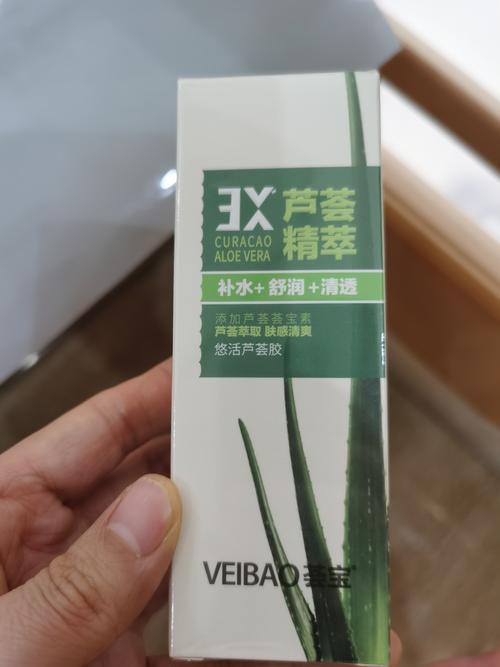 3X 芦荟
精萃
CURACAO
ALOE VERA
补水+舒润+清透
添加芦荟荟宝素
芦荟萃取 肤感清爽
悠活芦荟胶
VEIBAO荟宝®